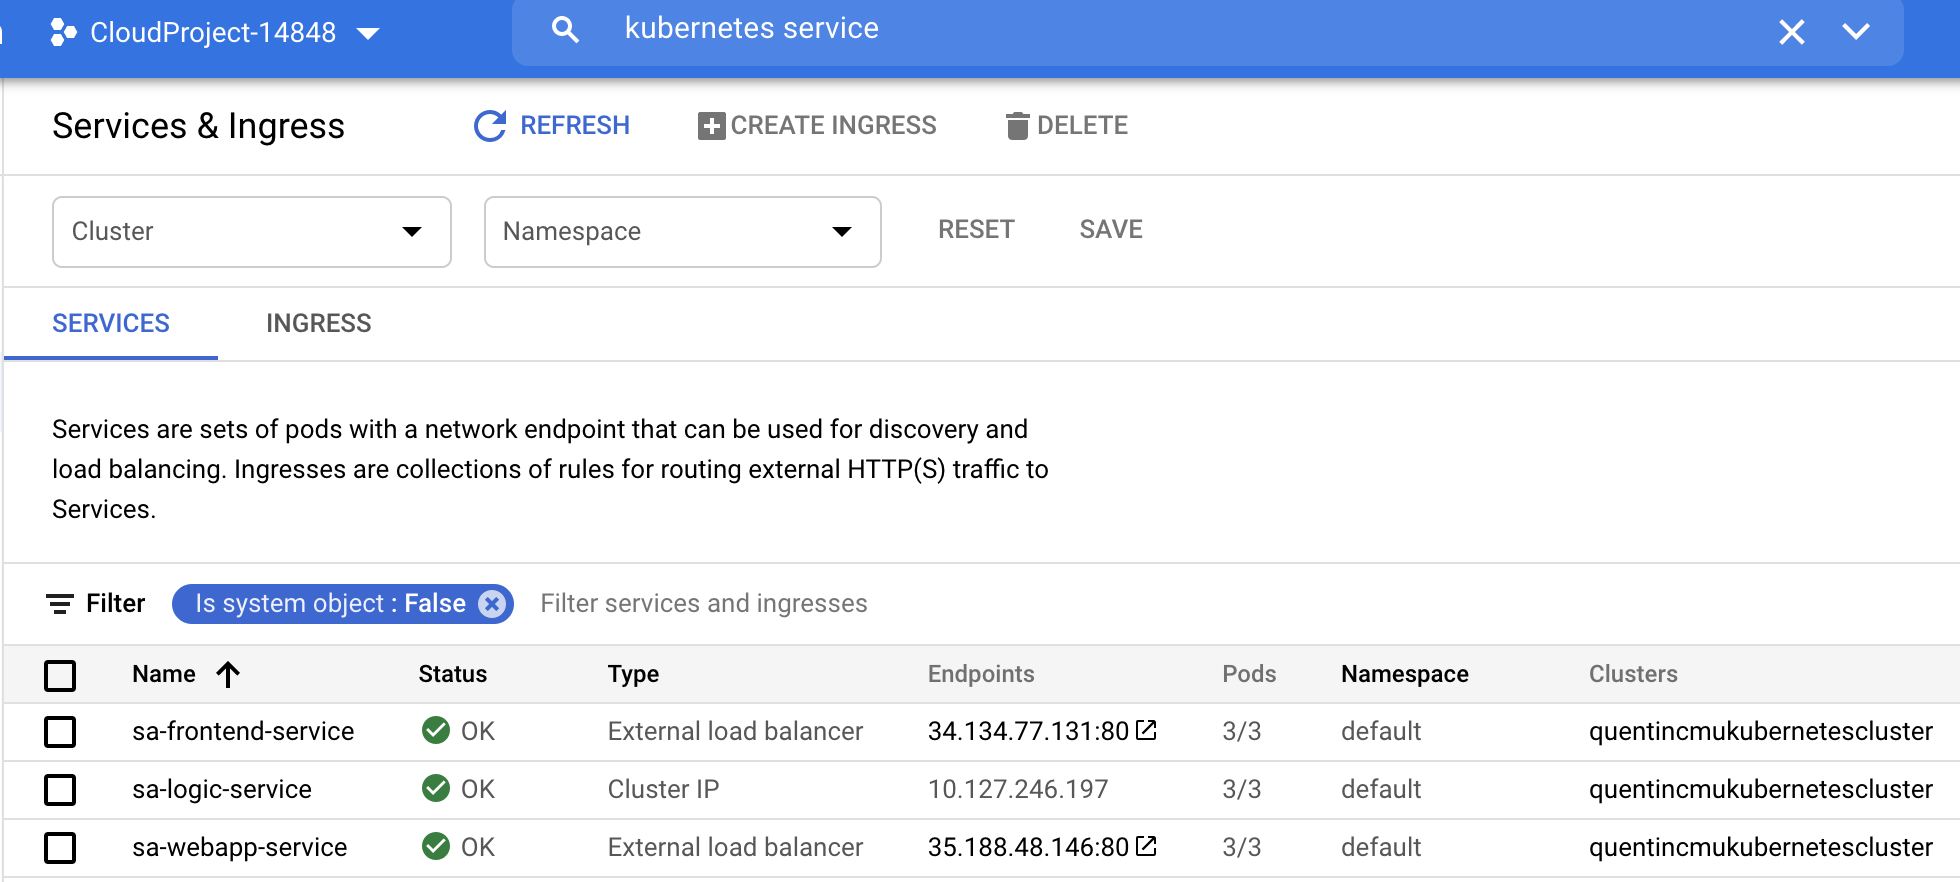 CloudProject-14848
kubernetes service
Services & Ingress
REFRESH
CREATE INGRESS
DELETE
Cluster
Namespace
RESET
SAVE
SERVICES
INGRESS
Services are sets of pods with a network endpoint that can be used for discovery and
load balancing. Ingresses are collections of rules for routing external HTTP(S) traffic to
Services.
Filter
Is system object : False
Filter services and ingresses
Name Status Type Endpoints Pods Namespace Clusters
sa-frontend-service OK External load balancer 34.134.77.131:80 3/3 default quentincmukubernetescluster
sa-logic-service OK Cluster IP 10.127.246.197 3/3 default quentincmukubernetescluster
sa-webapp-service OK External load balancer 35.188.48.146:80 3/3 default quentincmukubernetescluster